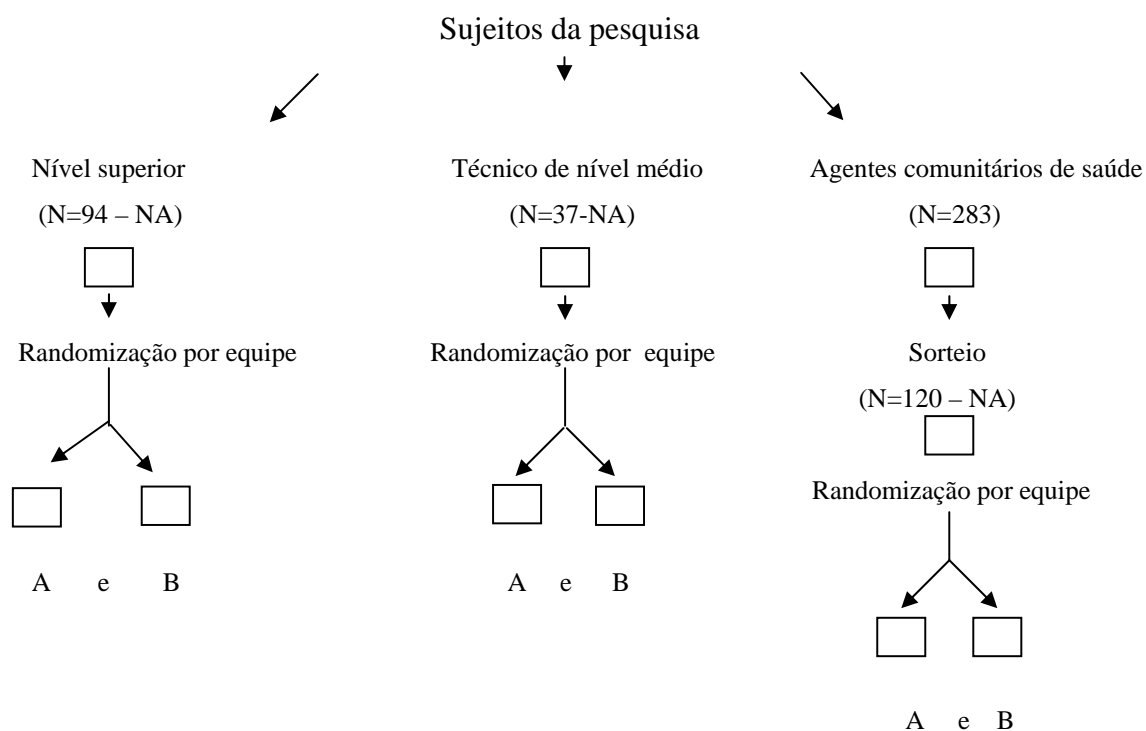 Sujeitos da pesquisa
Nível superior
(N=94 – NA)
Randomização por equipe
A e B
Técnico de nível médio
(N=37-NA)
Randomização por equipe
A e B
Agentes comunitários de saúde
(N=283)
Sorteio
(N=120 – NA)
Randomização por equipe
A e B